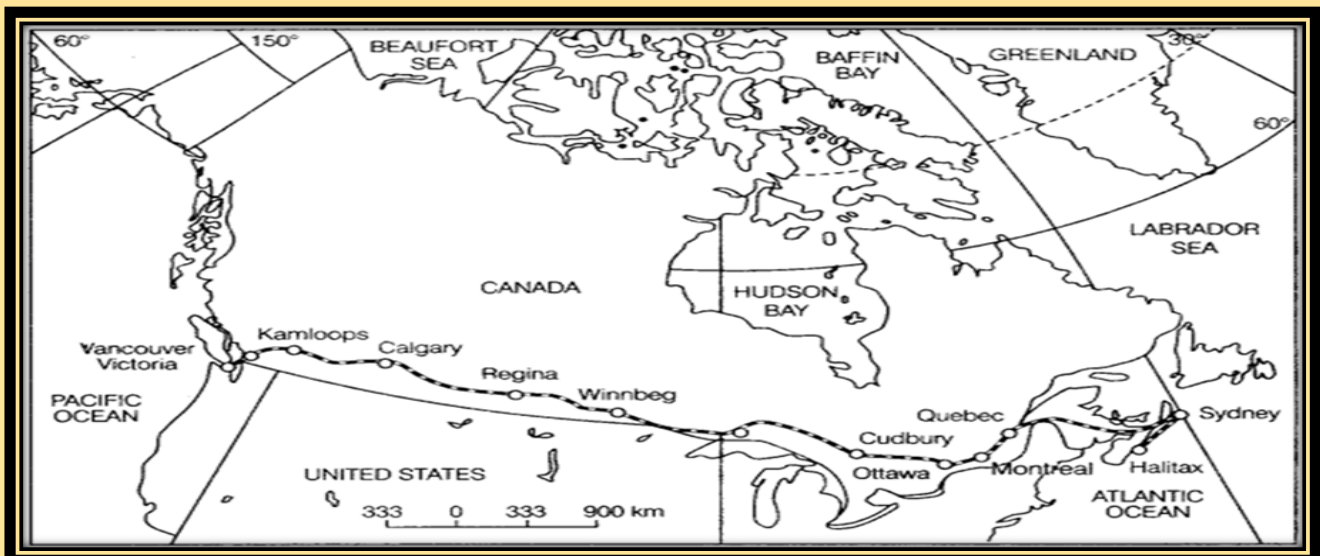 60°
150°
BEAUFORT
SEA
BAFFIN
BAY
GREENLAND
30°
60°
LABRADOR
SEA
CANADA
HUDSON
BAY
Vancouver
Victoria
Kamloops
Calgary
Regina
Winnbeg
PACIFIC
OCEAN
Quebec
Sydney
Cudbury
Ottawa
Montreal
Halitax
UNITED STATES
ATLANTIC
OCEAN
333 0 333 900 km